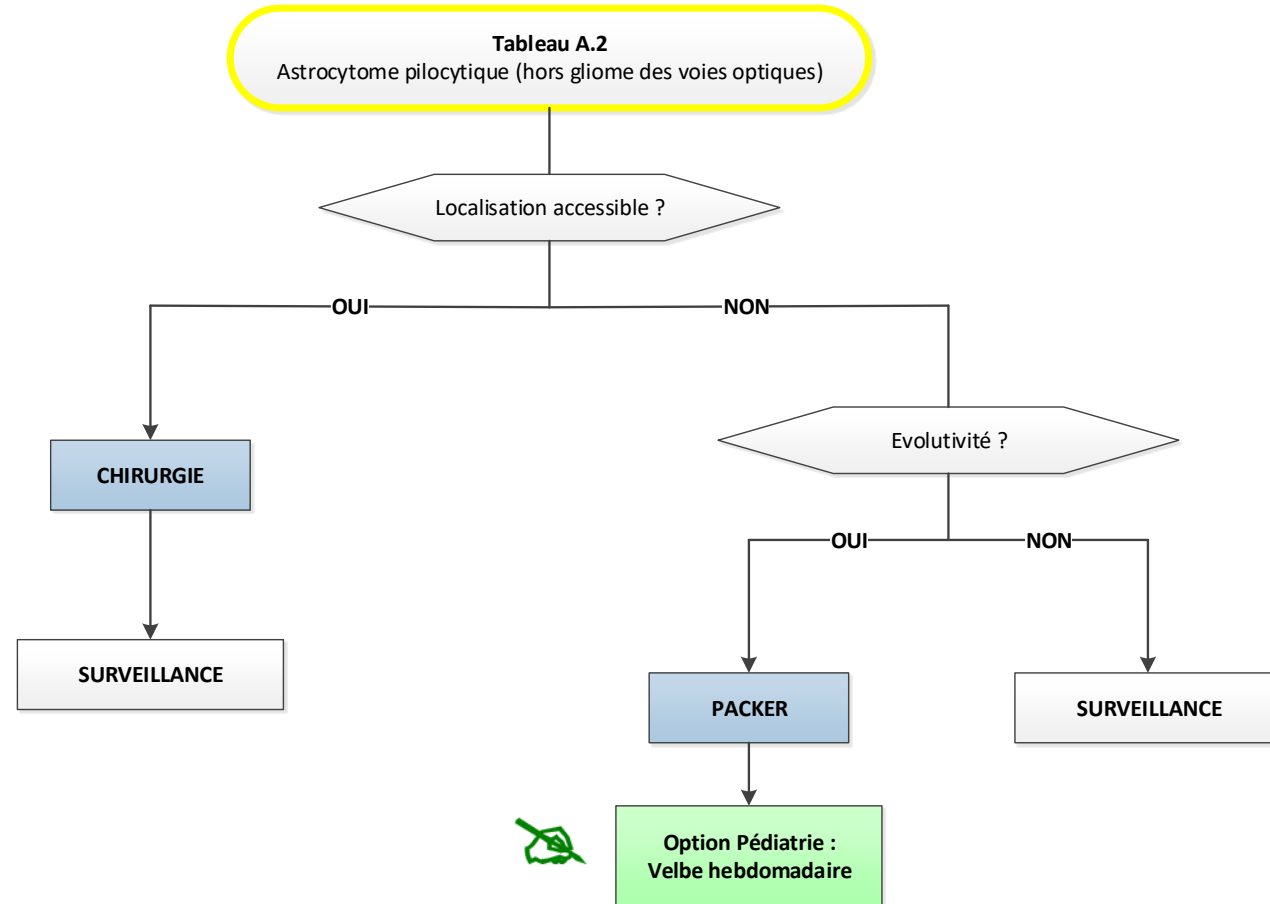 Tableau A.2
Astrocytome pilocytique (hors gliome des voies optiques)
Localisation accessible ?
OUI
NON
CHIRURGIE
Evolutivité ?
OUI
NON
SURVEILLANCE
PACKER
SURVEILLANCE
Option Pédiatrie :
Velbe hebdomadaire